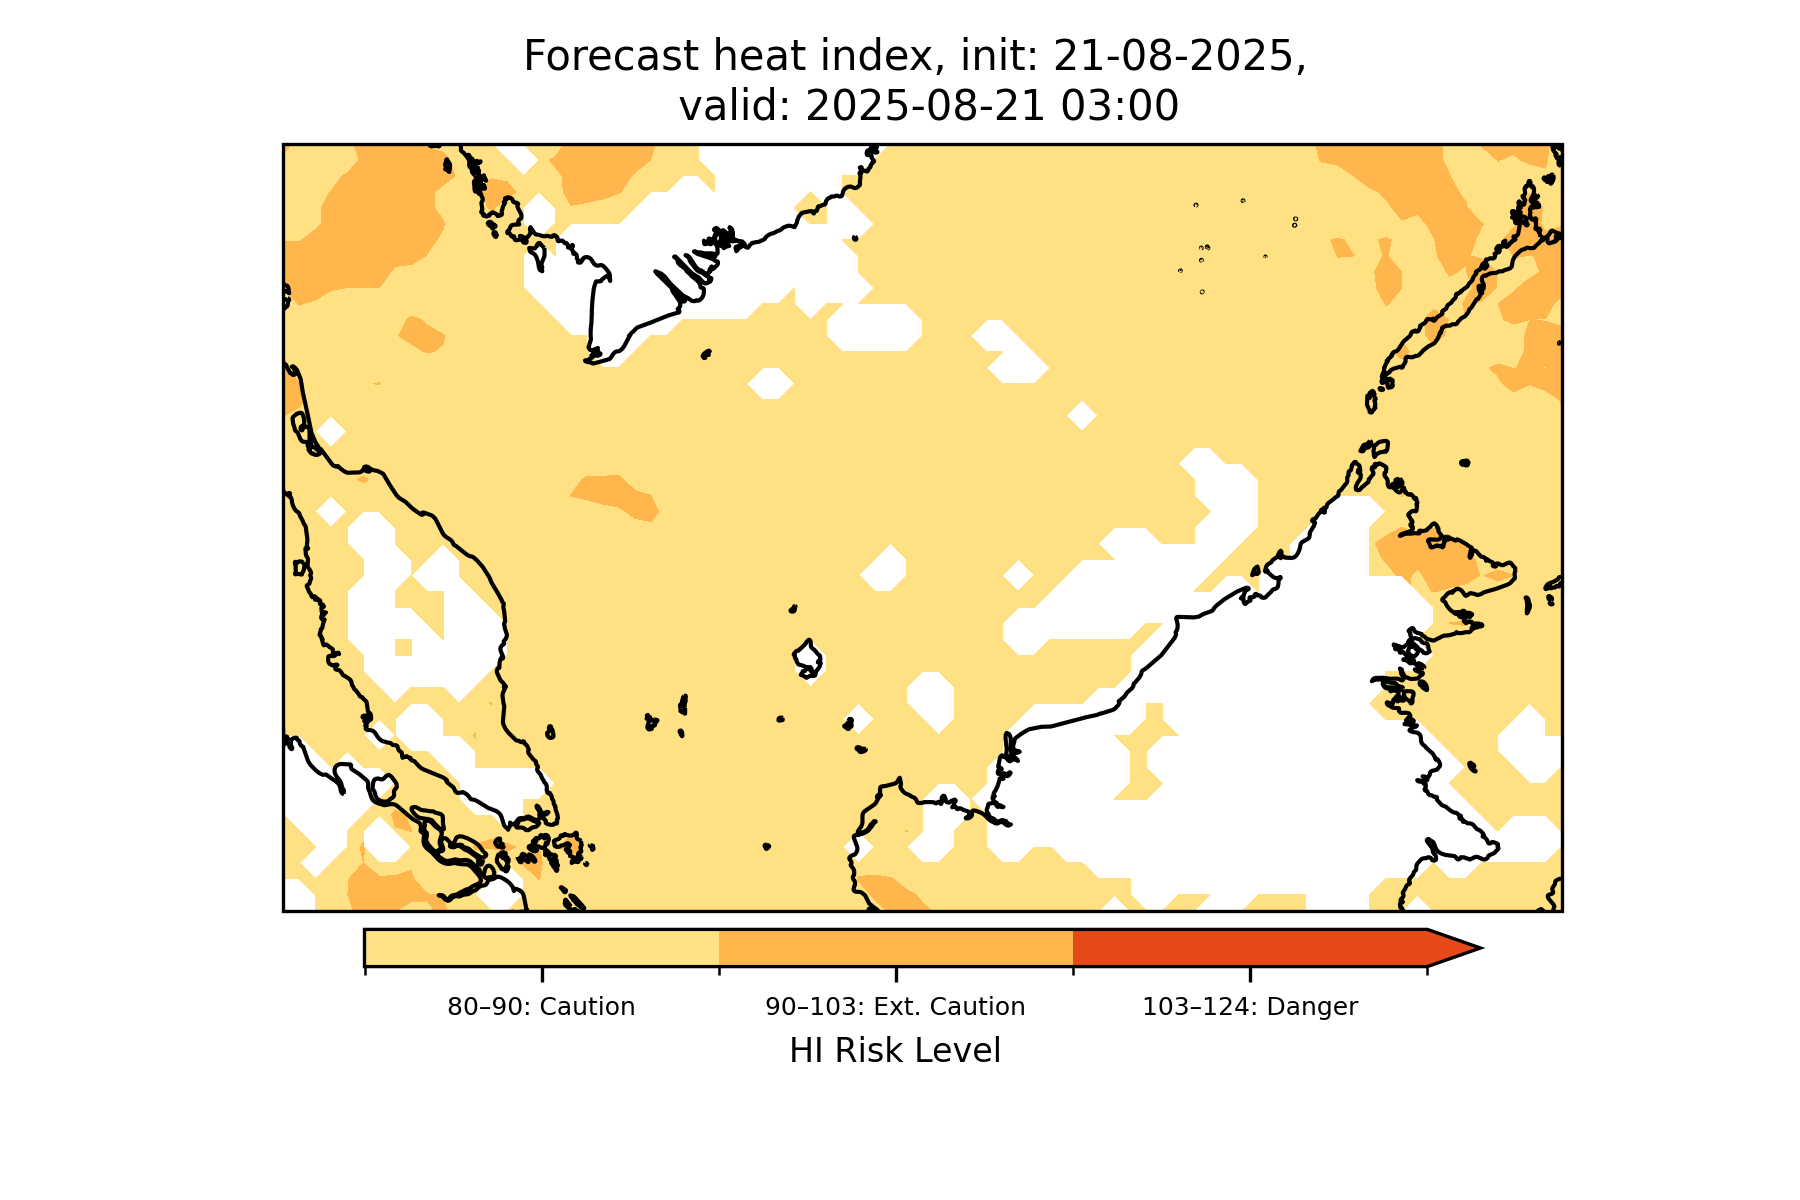 Forecast heat index, init: 21-08-2025,
valid: 2025-08-21 03:00
80–90: Caution
90–103: Ext. Caution
103–124: Danger
HI Risk Level